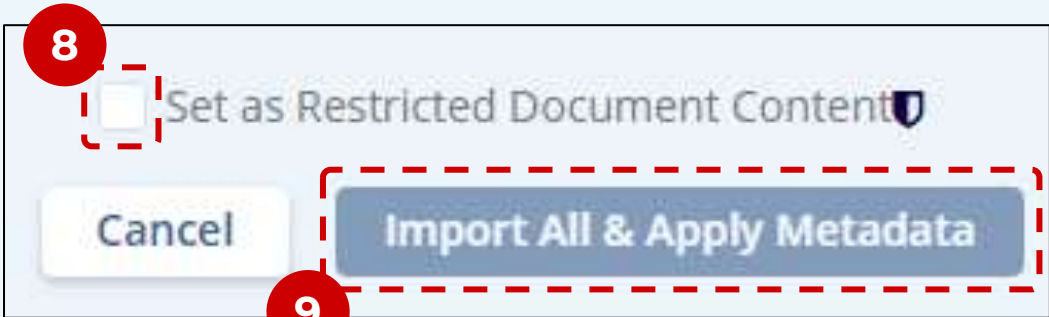 8
Set as Restricted Document Content
Cancel
Import All & Apply Metadata
9